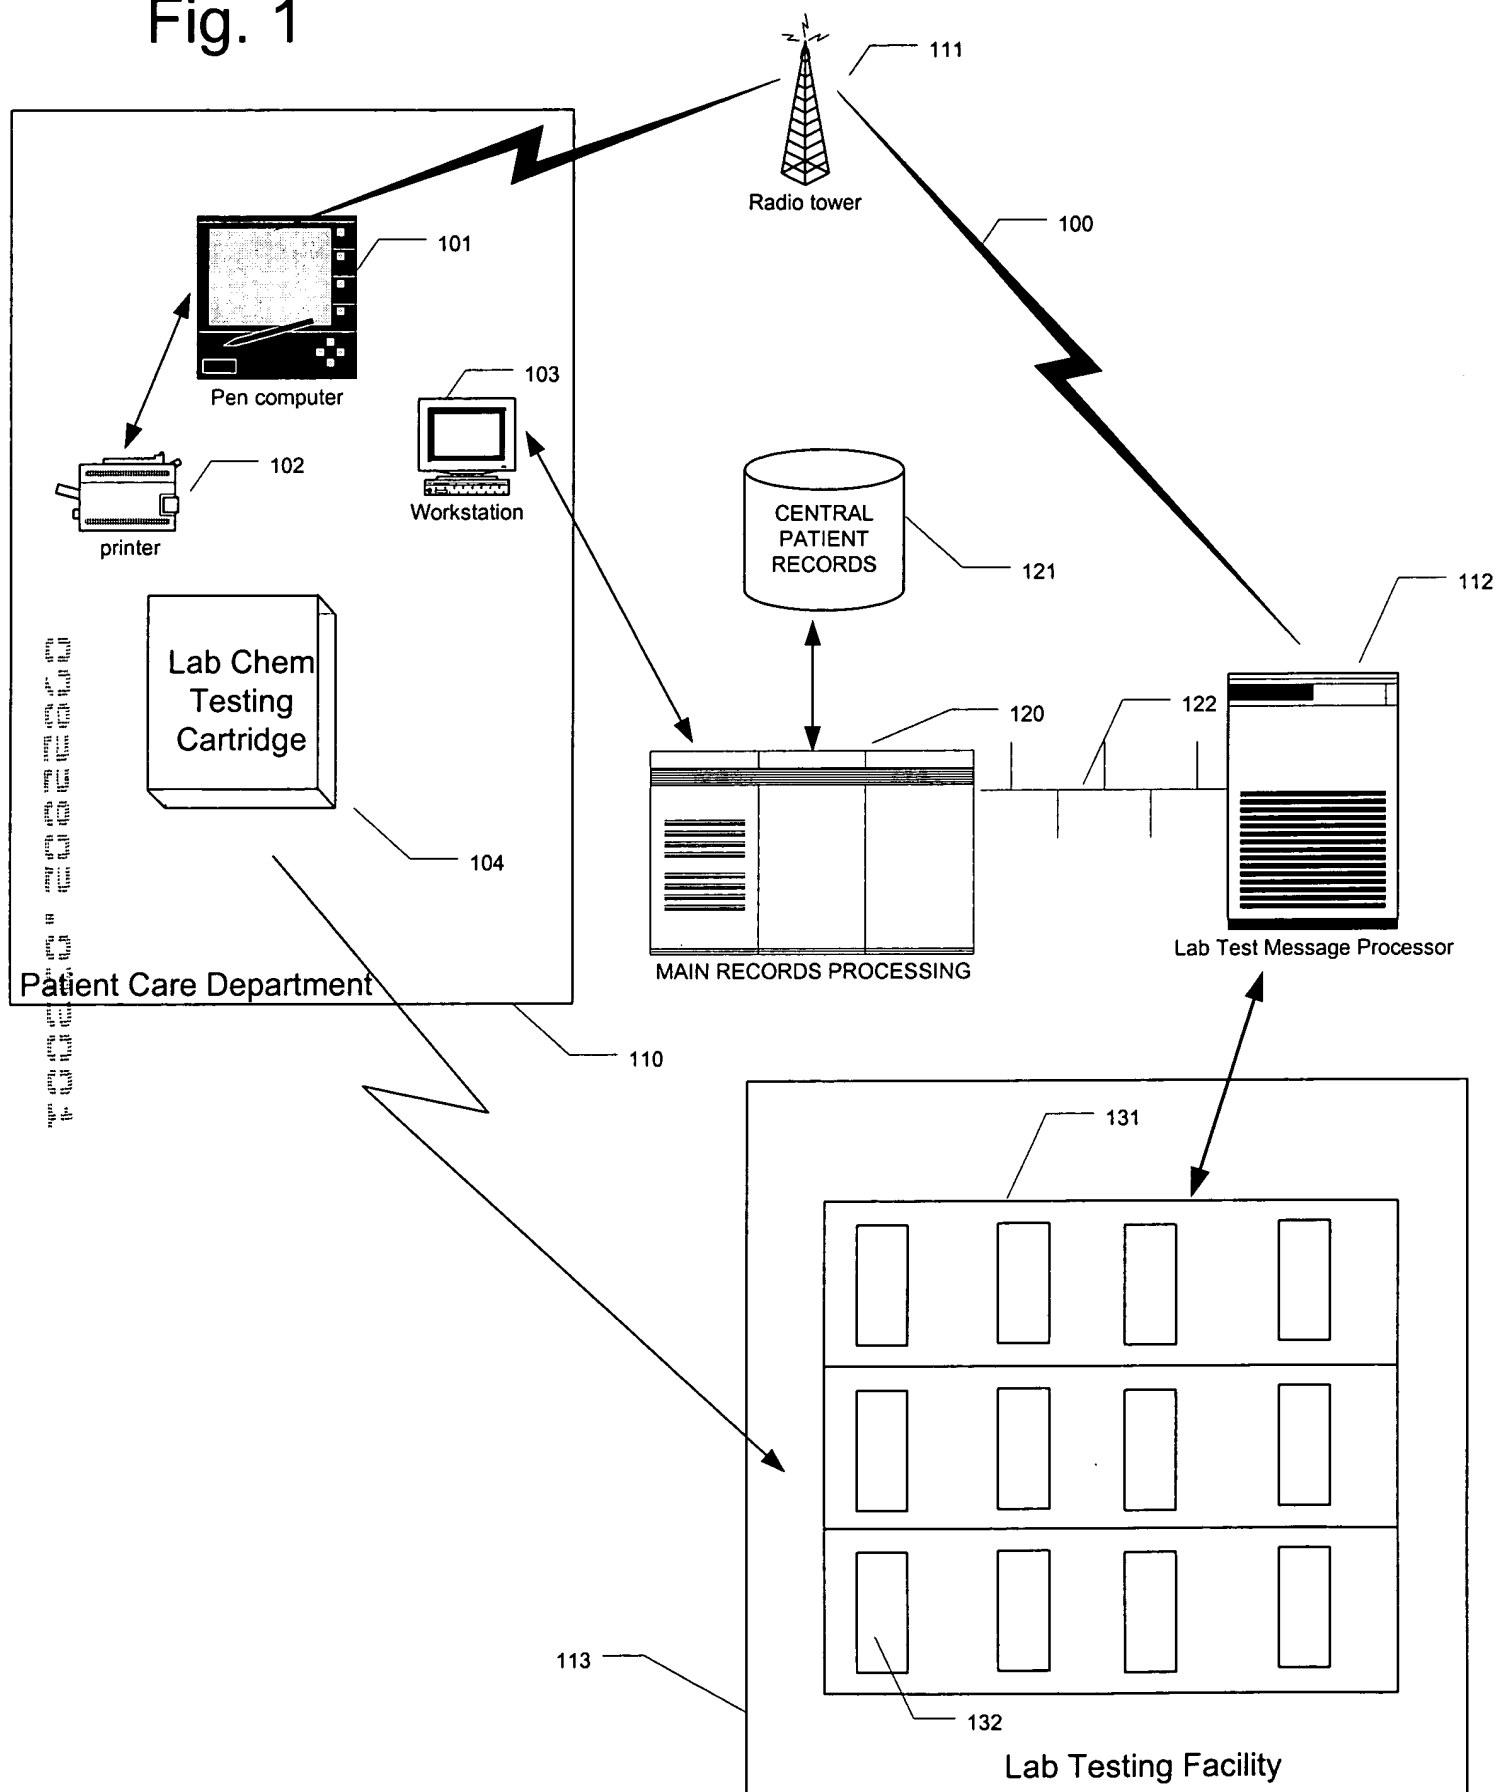 Fig. 1
111
Radio tower
100
101
Pen computer
103
102
Workstation
printer
CENTRAL
PATIENT
RECORDS
121
112
Lab Chem
Testing
Cartridge
120
122
104
Lab Test Message Processor
MAIN RECORDS PROCESSING
Patient Care Department
110
131
113
132
Lab Testing Facility